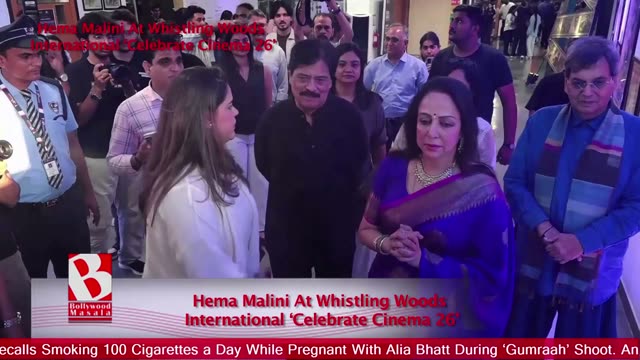 Hema Malini At Whistling Woods
International 'Celebrate Cinema 26'
B
Bollywood
Masala
Hema Malini At Whistling Woods
International 'Celebrate Cinema 26'
ecalls Smoking 100 Cigarettes a Day While Pregnant With Alia Bhatt During 'Gumraah' Shoot. An